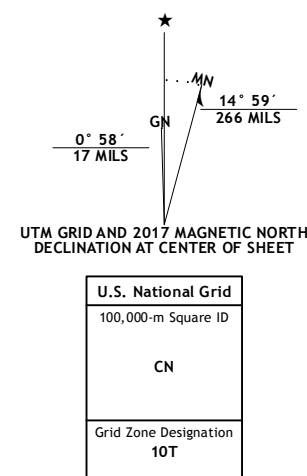 ★
MN
GN
0° 58´
17 MILS
14° 59´
266 MILS
UTM GRID AND 2017 MAGNETIC NORTH
DECLINATION AT CENTER OF SHEET
U.S. National Grid
100,000-m Square ID
CN
Grid Zone Designation
10T